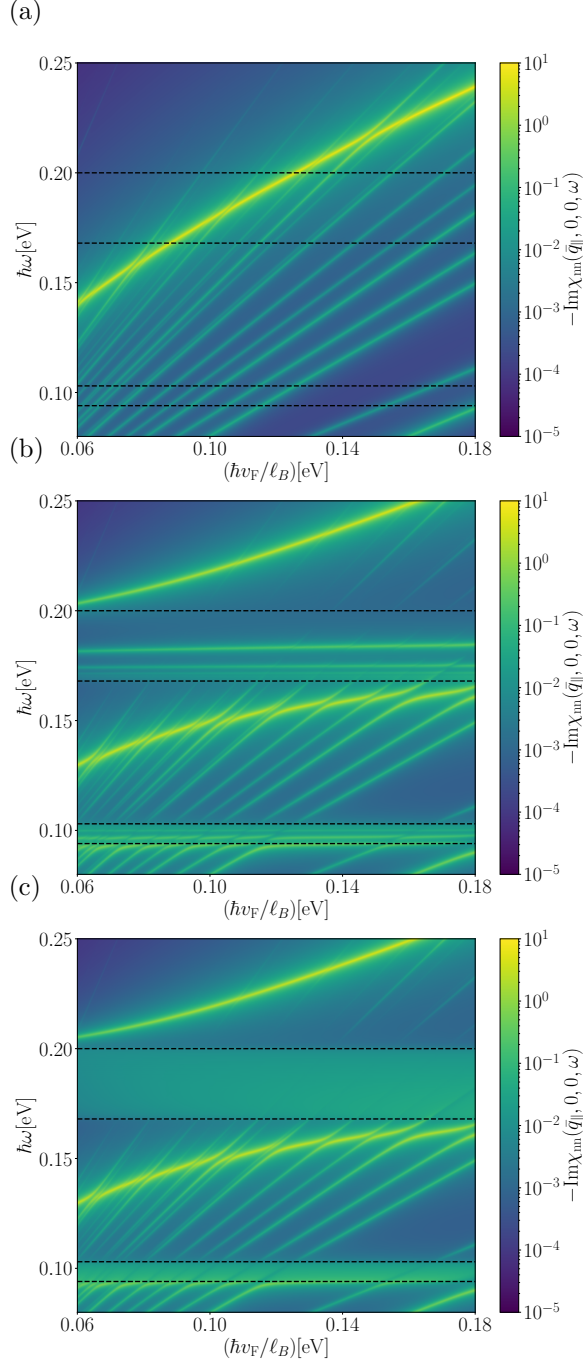 (a)
0.25
0.20
0.15
0.10
ħω[eV]
0.06 0.10 0.14 0.18
(ħv_F/ℓ_B)[eV]
10^1
10^0
10^-1
10^-2
10^-3
10^-4
10^-5
−Imχ_nn(q̄_∥, 0, 0, ω)
(b)
0.25
0.20
0.15
0.10
ħω[eV]
0.06 0.10 0.14 0.18
(ħv_F/ℓ_B)[eV]
10^1
10^0
10^-1
10^-2
10^-3
10^-4
10^-5
−Imχ_nn(q̄_∥, 0, 0, ω)
(c)
0.25
0.20
0.15
0.10
ħω[eV]
0.06 0.10 0.14 0.18
(ħv_F/ℓ_B)[eV]
10^1
10^0
10^-1
10^-2
10^-3
10^-4
10^-5
−Imχ_nn(q̄_∥, 0, 0, ω)